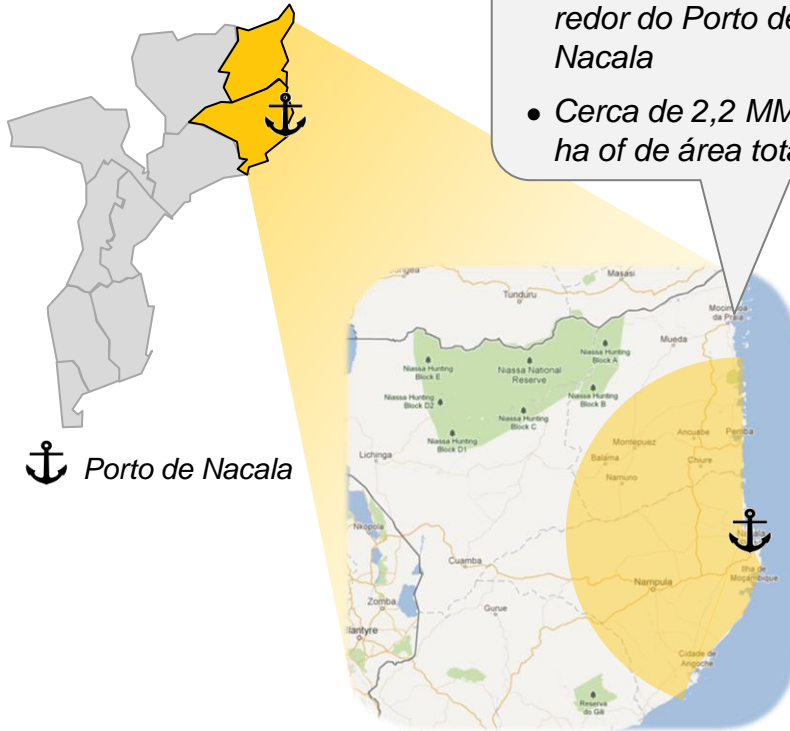 redor do Porto de
Nacala
• Cerca de 2,2 MM
ha of de área tota
Porto de Nacala
Masasi
Tunduru
Mocimboa
da Praia
Mueda
Niassa Hunting
Block E
Niassa National
Reserve
Niassa Hunting
Block A
Niassa Hunting
Block D2
Niassa Hunting
Block B
Niassa Hunting
Block C
Niassa Hunting
Block D1
Lichinga
Montepuez
Ancuabe
Pemba
Balama
Chiure
Namuno
Nkopola
Cuamba
Nacala
Ilha de
Moçambique
Zomba
Nampula
Gurue
lantyre
Cidade de
Angoche
Reserva
do Gilé